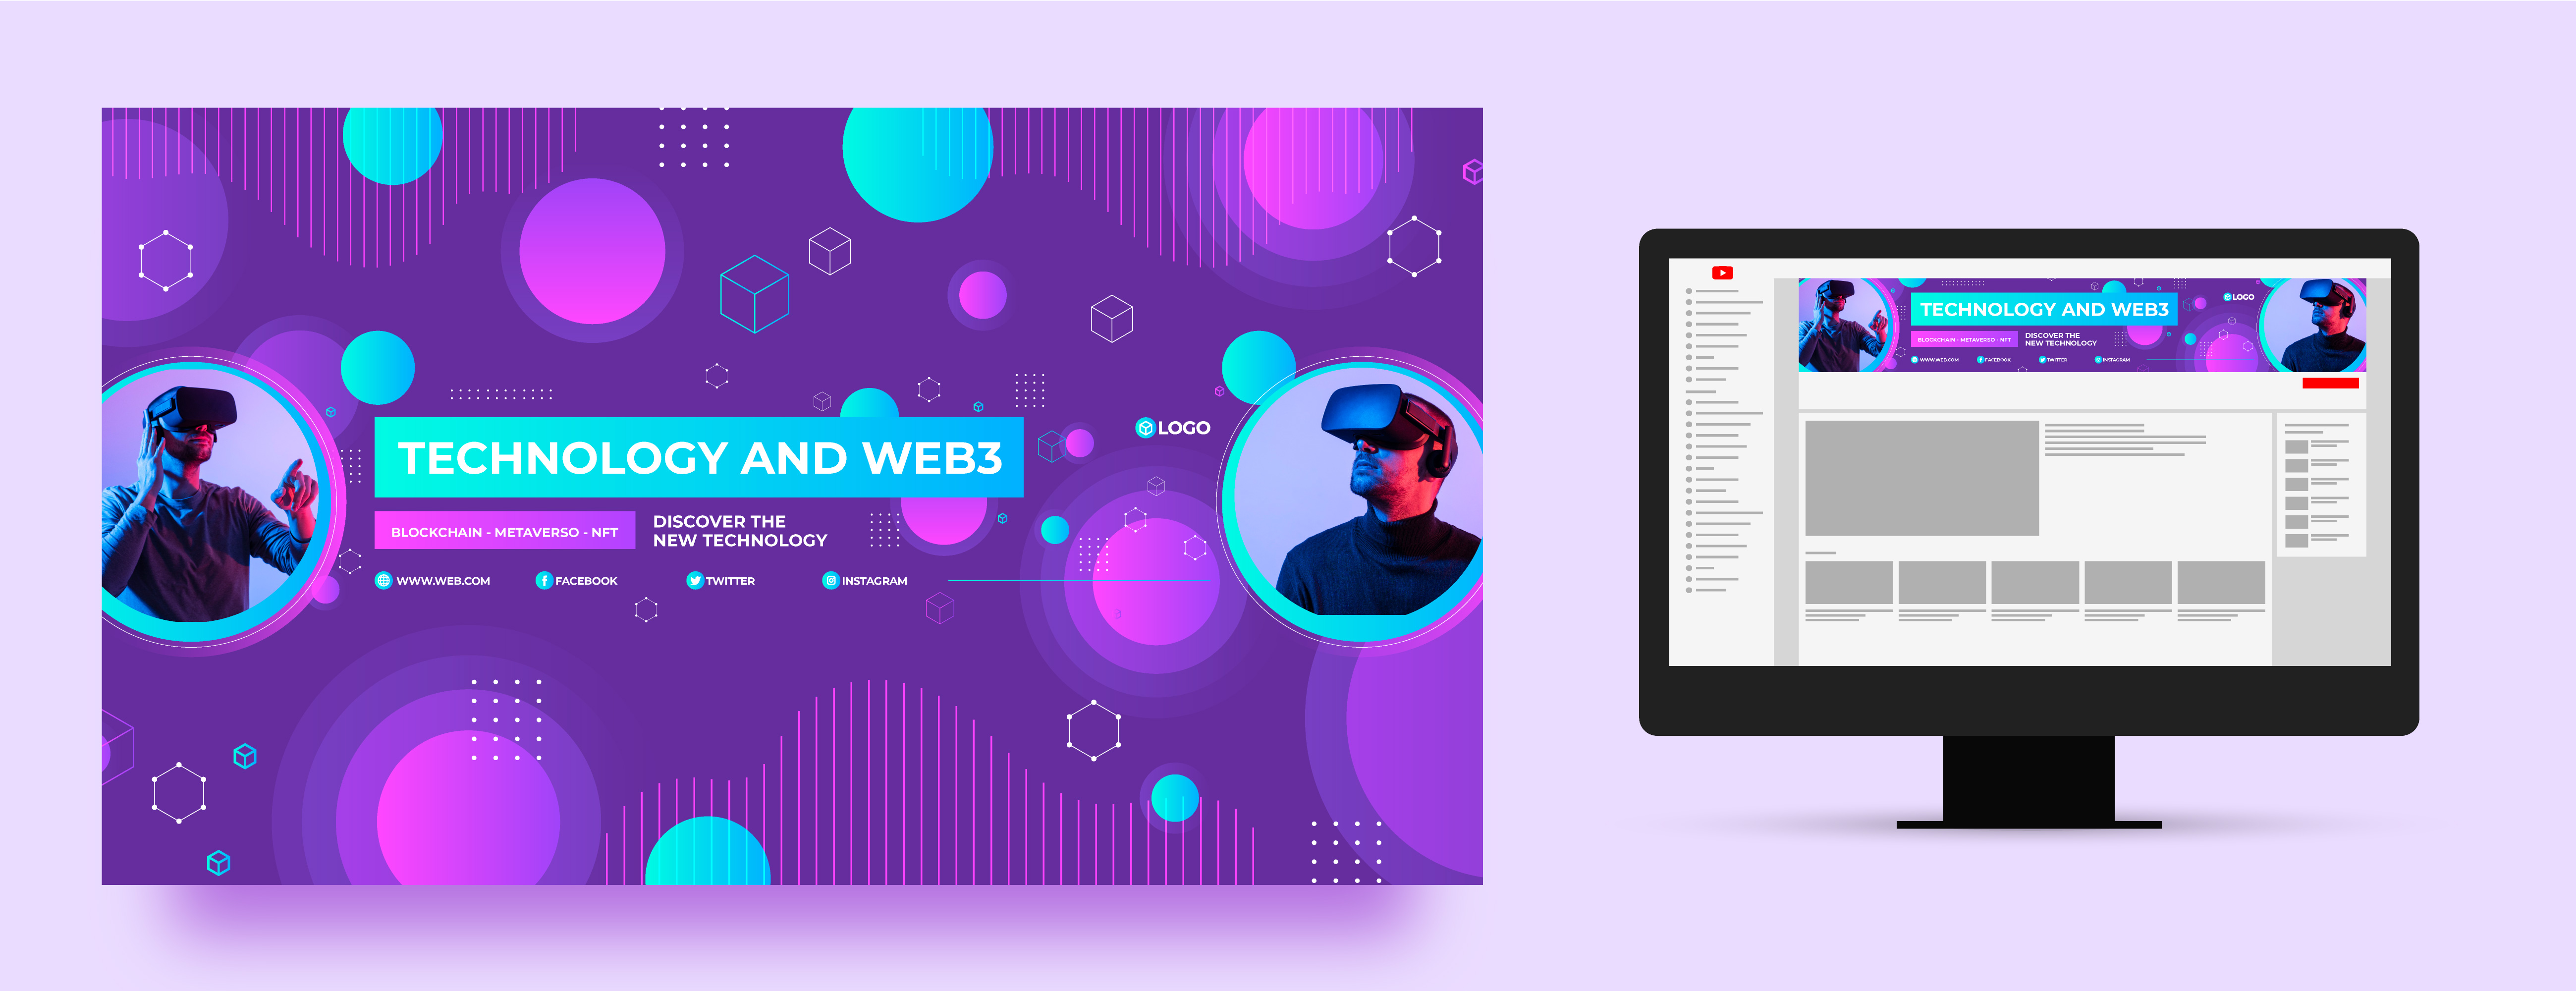 LOGO
TECHNOLOGY AND WEB3
BLOCKCHAIN - METAVERSO - NFT
DISCOVER THE
NEW TECHNOLOGY
WWW.WEB.COM
FACEBOOK
TWITTER
INSTAGRAM
TECHNOLOGY AND WEB3
LOGO
BLOCKCHAIN - METAVERSO - NFT
DISCOVER THE
NEW TECHNOLOGY
WWW.WEB.COM
FACEBOOK
TWITTER
INSTAGRAM